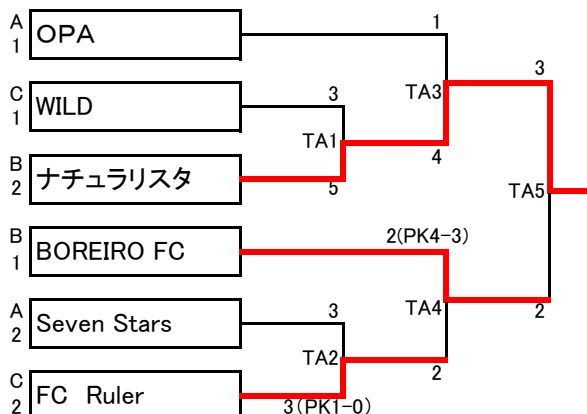 A
1
OPA
1
C
1
WILD
3
TA1
B
2
ナチュラリスタ
5
TA3
4
3
TA5
B
1
BOREIRO FC
2(PK4-3)
A
2
Seven Stars
3
TA2
C
2
FC Ruler
3(PK1-0)
TA4
2
2